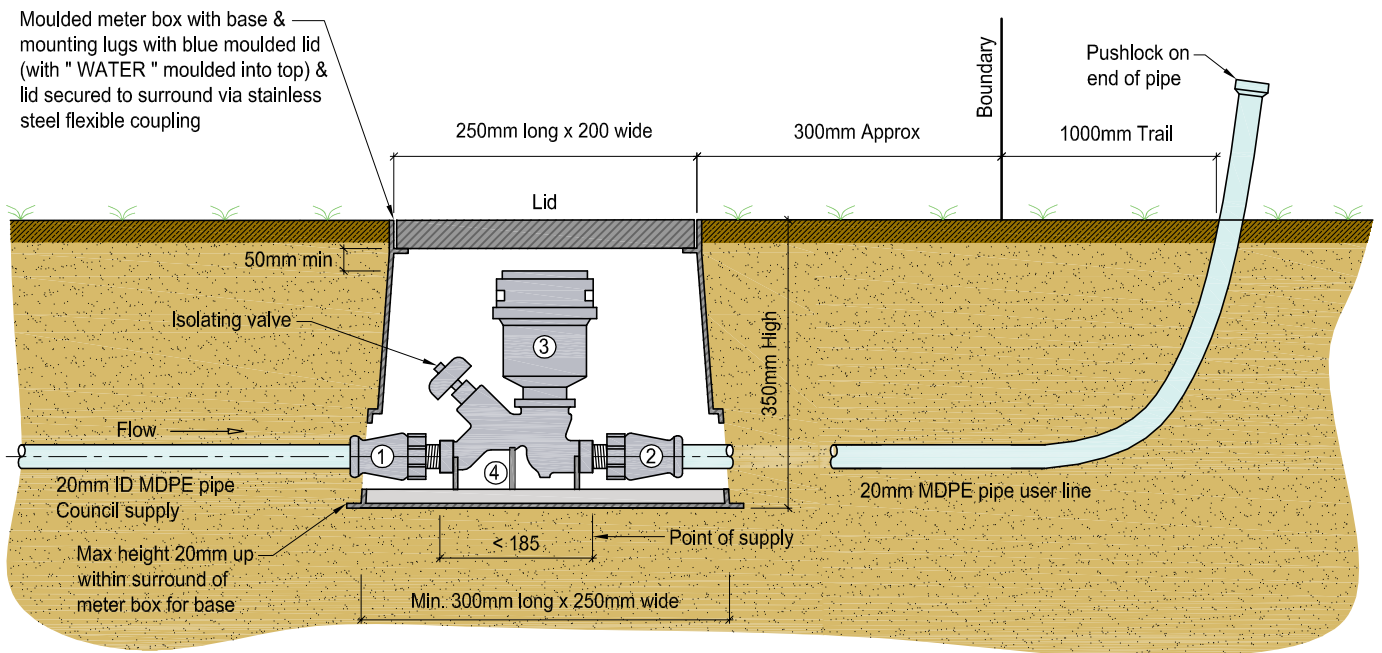 Moulded meter box with base &
mounting lugs with blue moulded lid
(with " WATER " moulded into top) &
lid secured to surround via stainless
steel flexible coupling
250mm long x 200 wide
300mm Approx
Boundary
1000mm Trail
Pushlock on
end of pipe
Lid
50mm min
Isolating valve
3
350mm High
Flow
1
2
4
20mm ID MDPE pipe
Council supply
20mm MDPE pipe user line
Max height 20mm up
within surround of
meter box for base
< 185
Point of supply
Min. 300mm long x 250mm wide